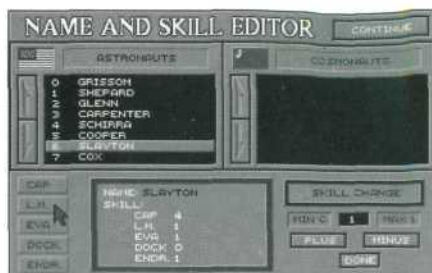 NAME AND SKILL EDITOR
CONTINUE
ASTRONAUTS
COSMONAUTS
0 GRISSOM
1 SHEPARD
2 GLENN
3 CARPENTER
4 SCHIRRA
5 COOPER
6 SLAYTON
7 COX
CAP
L.M.
EVA
DOCK
ENDR.
NAME: SLAYTON
SKILL:
CAP 4
L.M. 1
EVA 1
DOCK 0
ENDR. 1
SKILL CHANGE
MIN:0 1 MAX:1
PLUS MINUS
DONE